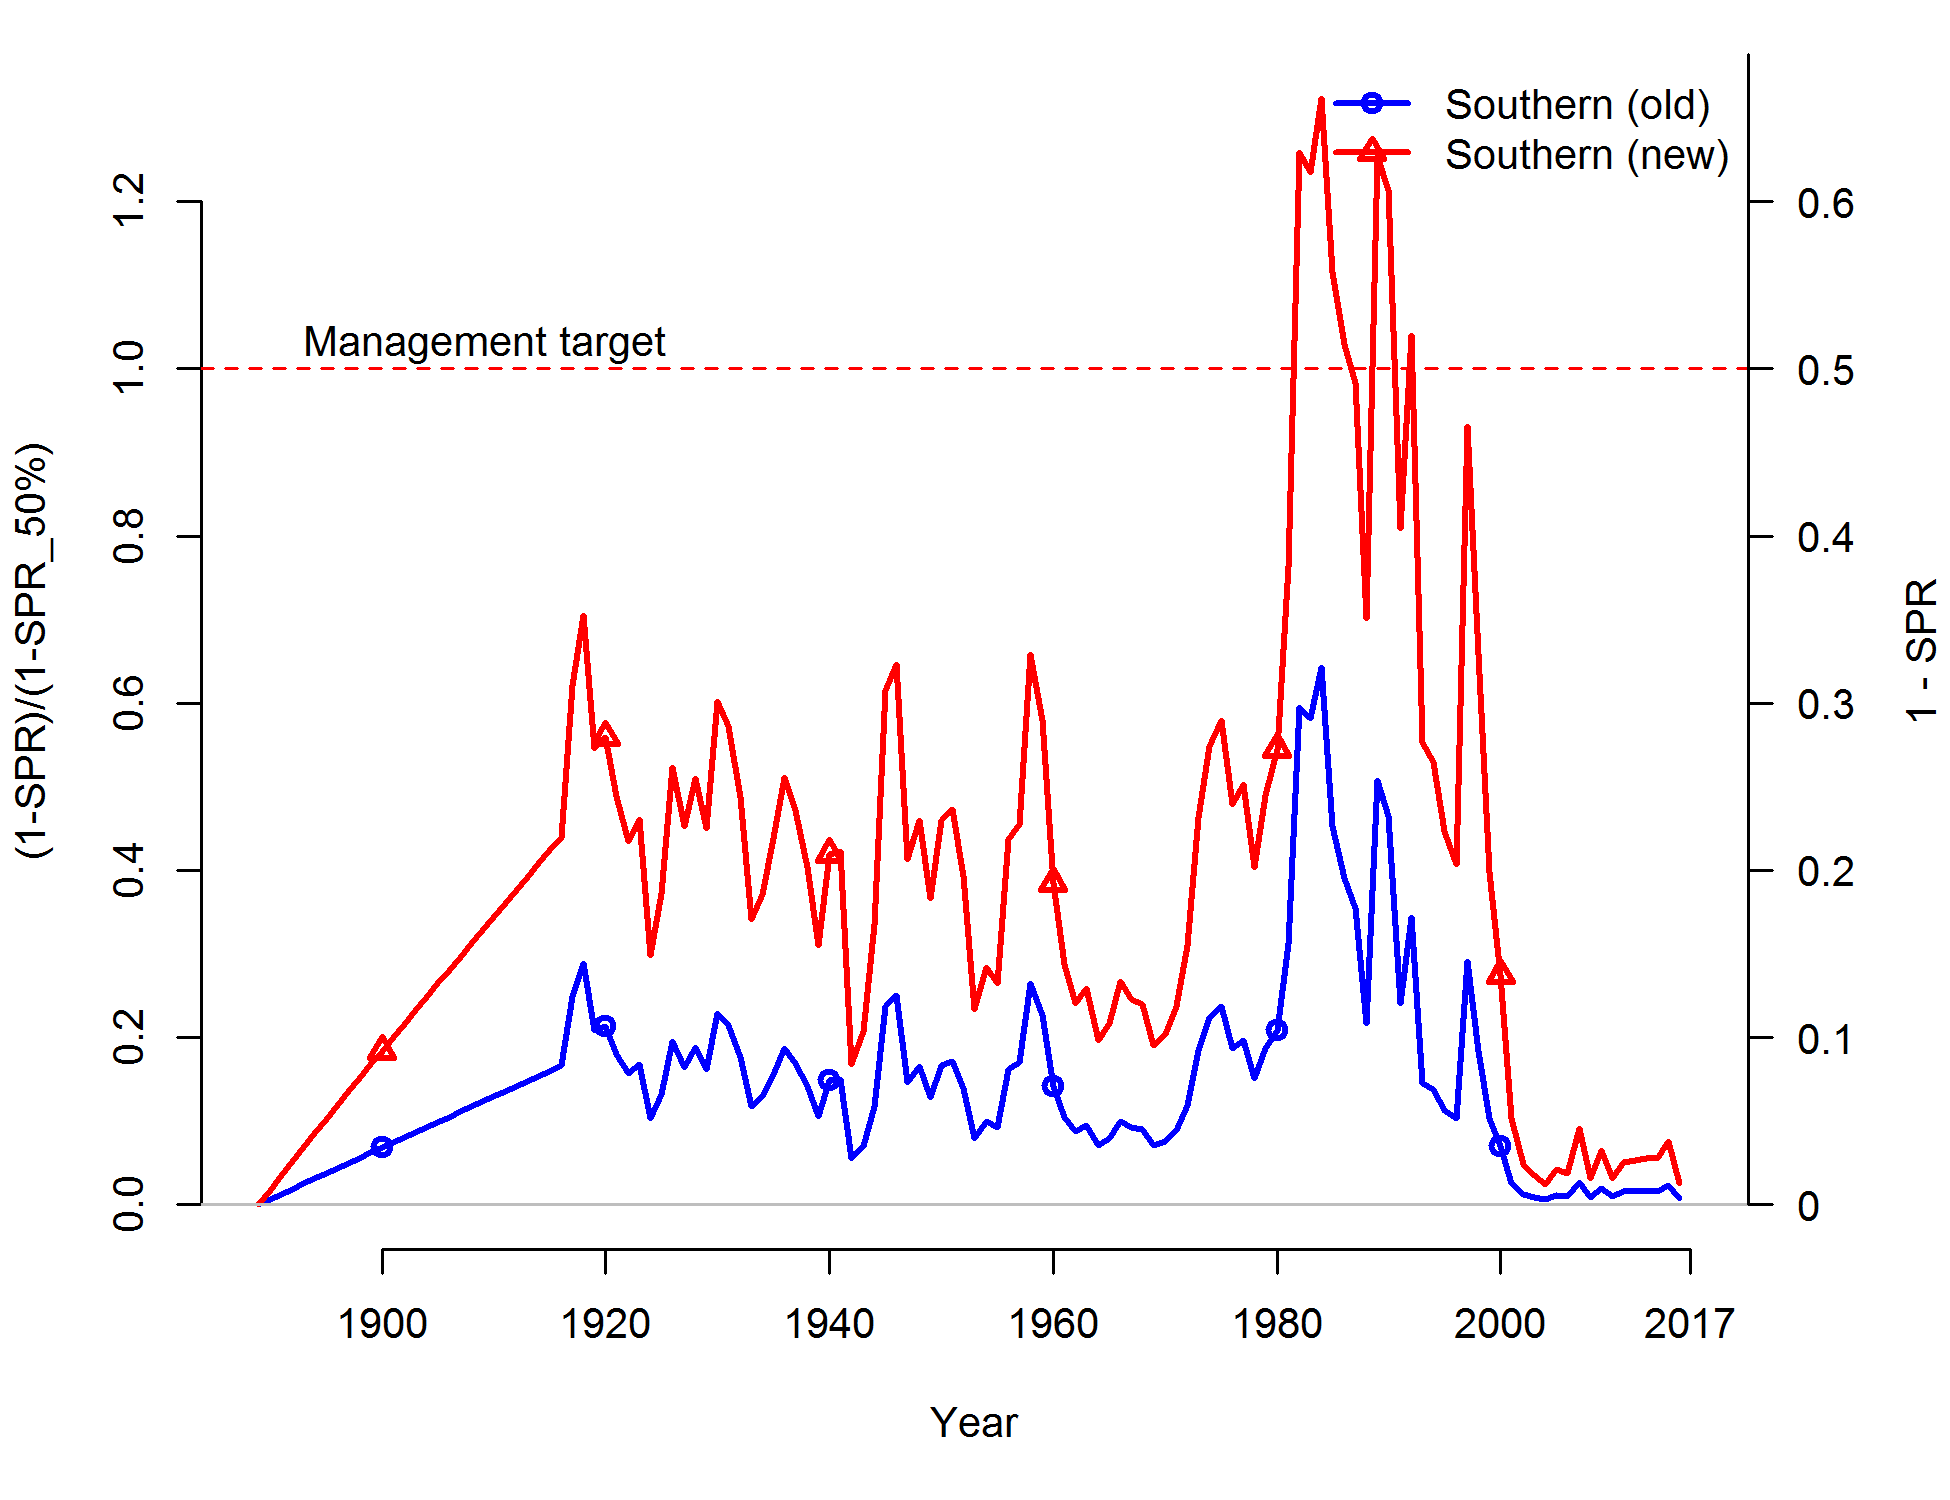 Southern (old)
Southern (new)
Management target
(1-SPR)/(1-SPR_50%)
1.2
1.0
0.8
0.6
0.4
0.2
0.0
0.6
0.5
0.4
0.3
0.2
0.1
0
1 - SPR
1900 1920 1940 1960 1980 2000 2017
Year